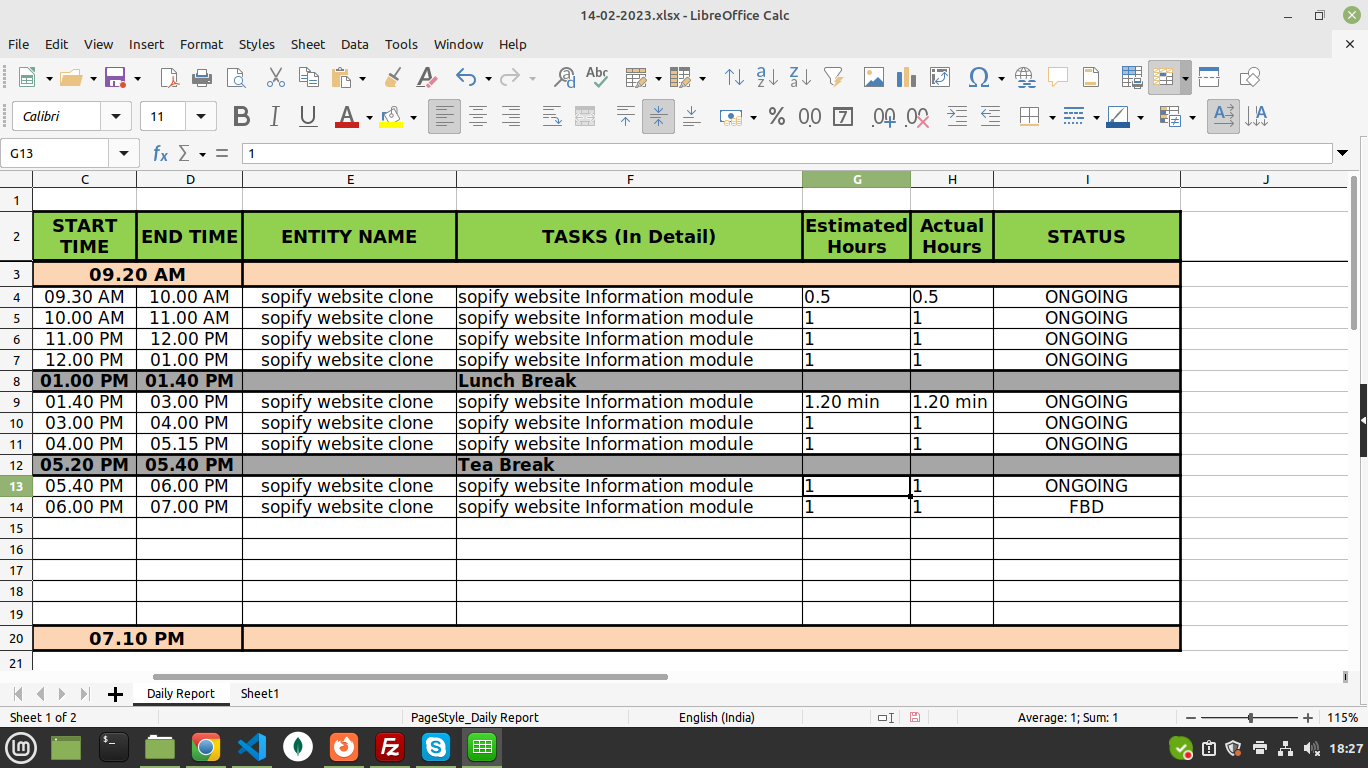 14-02-2023.xlsx - LibreOffice Calc
File Edit View Insert Format Styles Sheet Data Tools Window Help
Calibri 11
G13 1
C D E F G H I J
1
2 START TIME END TIME ENTITY NAME TASKS (In Detail) Estimated Hours Actual Hours STATUS
3 09.20 AM
4 09.30 AM 10.00 AM sopify website clone sopify website Information module 0.5 0.5 ONGOING
5 10.00 AM 11.00 AM sopify website clone sopify website Information module 1 1 ONGOING
6 11.00 PM 12.00 PM sopify website clone sopify website Information module 1 1 ONGOING
7 12.00 PM 01.00 PM sopify website clone sopify website Information module 1 1 ONGOING
8 01.00 PM 01.40 PM Lunch Break
9 01.40 PM 03.00 PM sopify website clone sopify website Information module 1.20 min 1.20 min ONGOING
10 03.00 PM 04.00 PM sopify website clone sopify website Information module 1 1 ONGOING
11 04.00 PM 05.15 PM sopify website clone sopify website Information module 1 1 ONGOING
12 05.20 PM 05.40 PM Tea Break
13 05.40 PM 06.00 PM sopify website clone sopify website Information module 1 1 ONGOING
14 06.00 PM 07.00 PM sopify website clone sopify website Information module 1 1 FBD
15
16
17
18
19
20 07.10 PM
21
Daily Report Sheet1
Sheet 1 of 2 PageStyle_Daily Report English (India) Average: 1; Sum: 1 115%
18:27